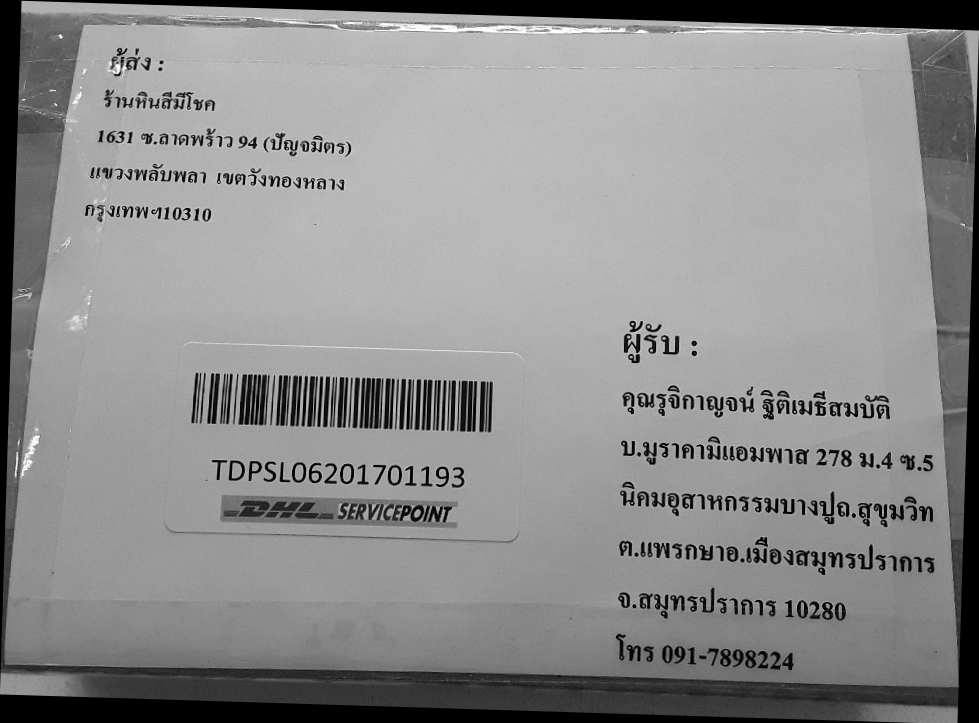 ผู้ส่ง :
ร้านหินสีมีโชค
1631 ซ.ลาดพร้าว 94 (ปัญจมิตร)
แขวงพลับพลา เขตวังทองหลาง
กรุงเทพฯ10310
TDPSL06201701193
DHL SERVICEPOINT
ผู้รับ :
คุณรุจิกาญจน์ ฐิติเมธีสมบัติ
บ.มูราคามิแอมพาส 278 ม.4 ซ.5
นิคมอุสาหกรรมบางปูถ.สุขุมวิท
ต.แพรกษาอ.เมืองสมุทรปราการ
จ.สมุทรปราการ 10280
โทร 091-7898224